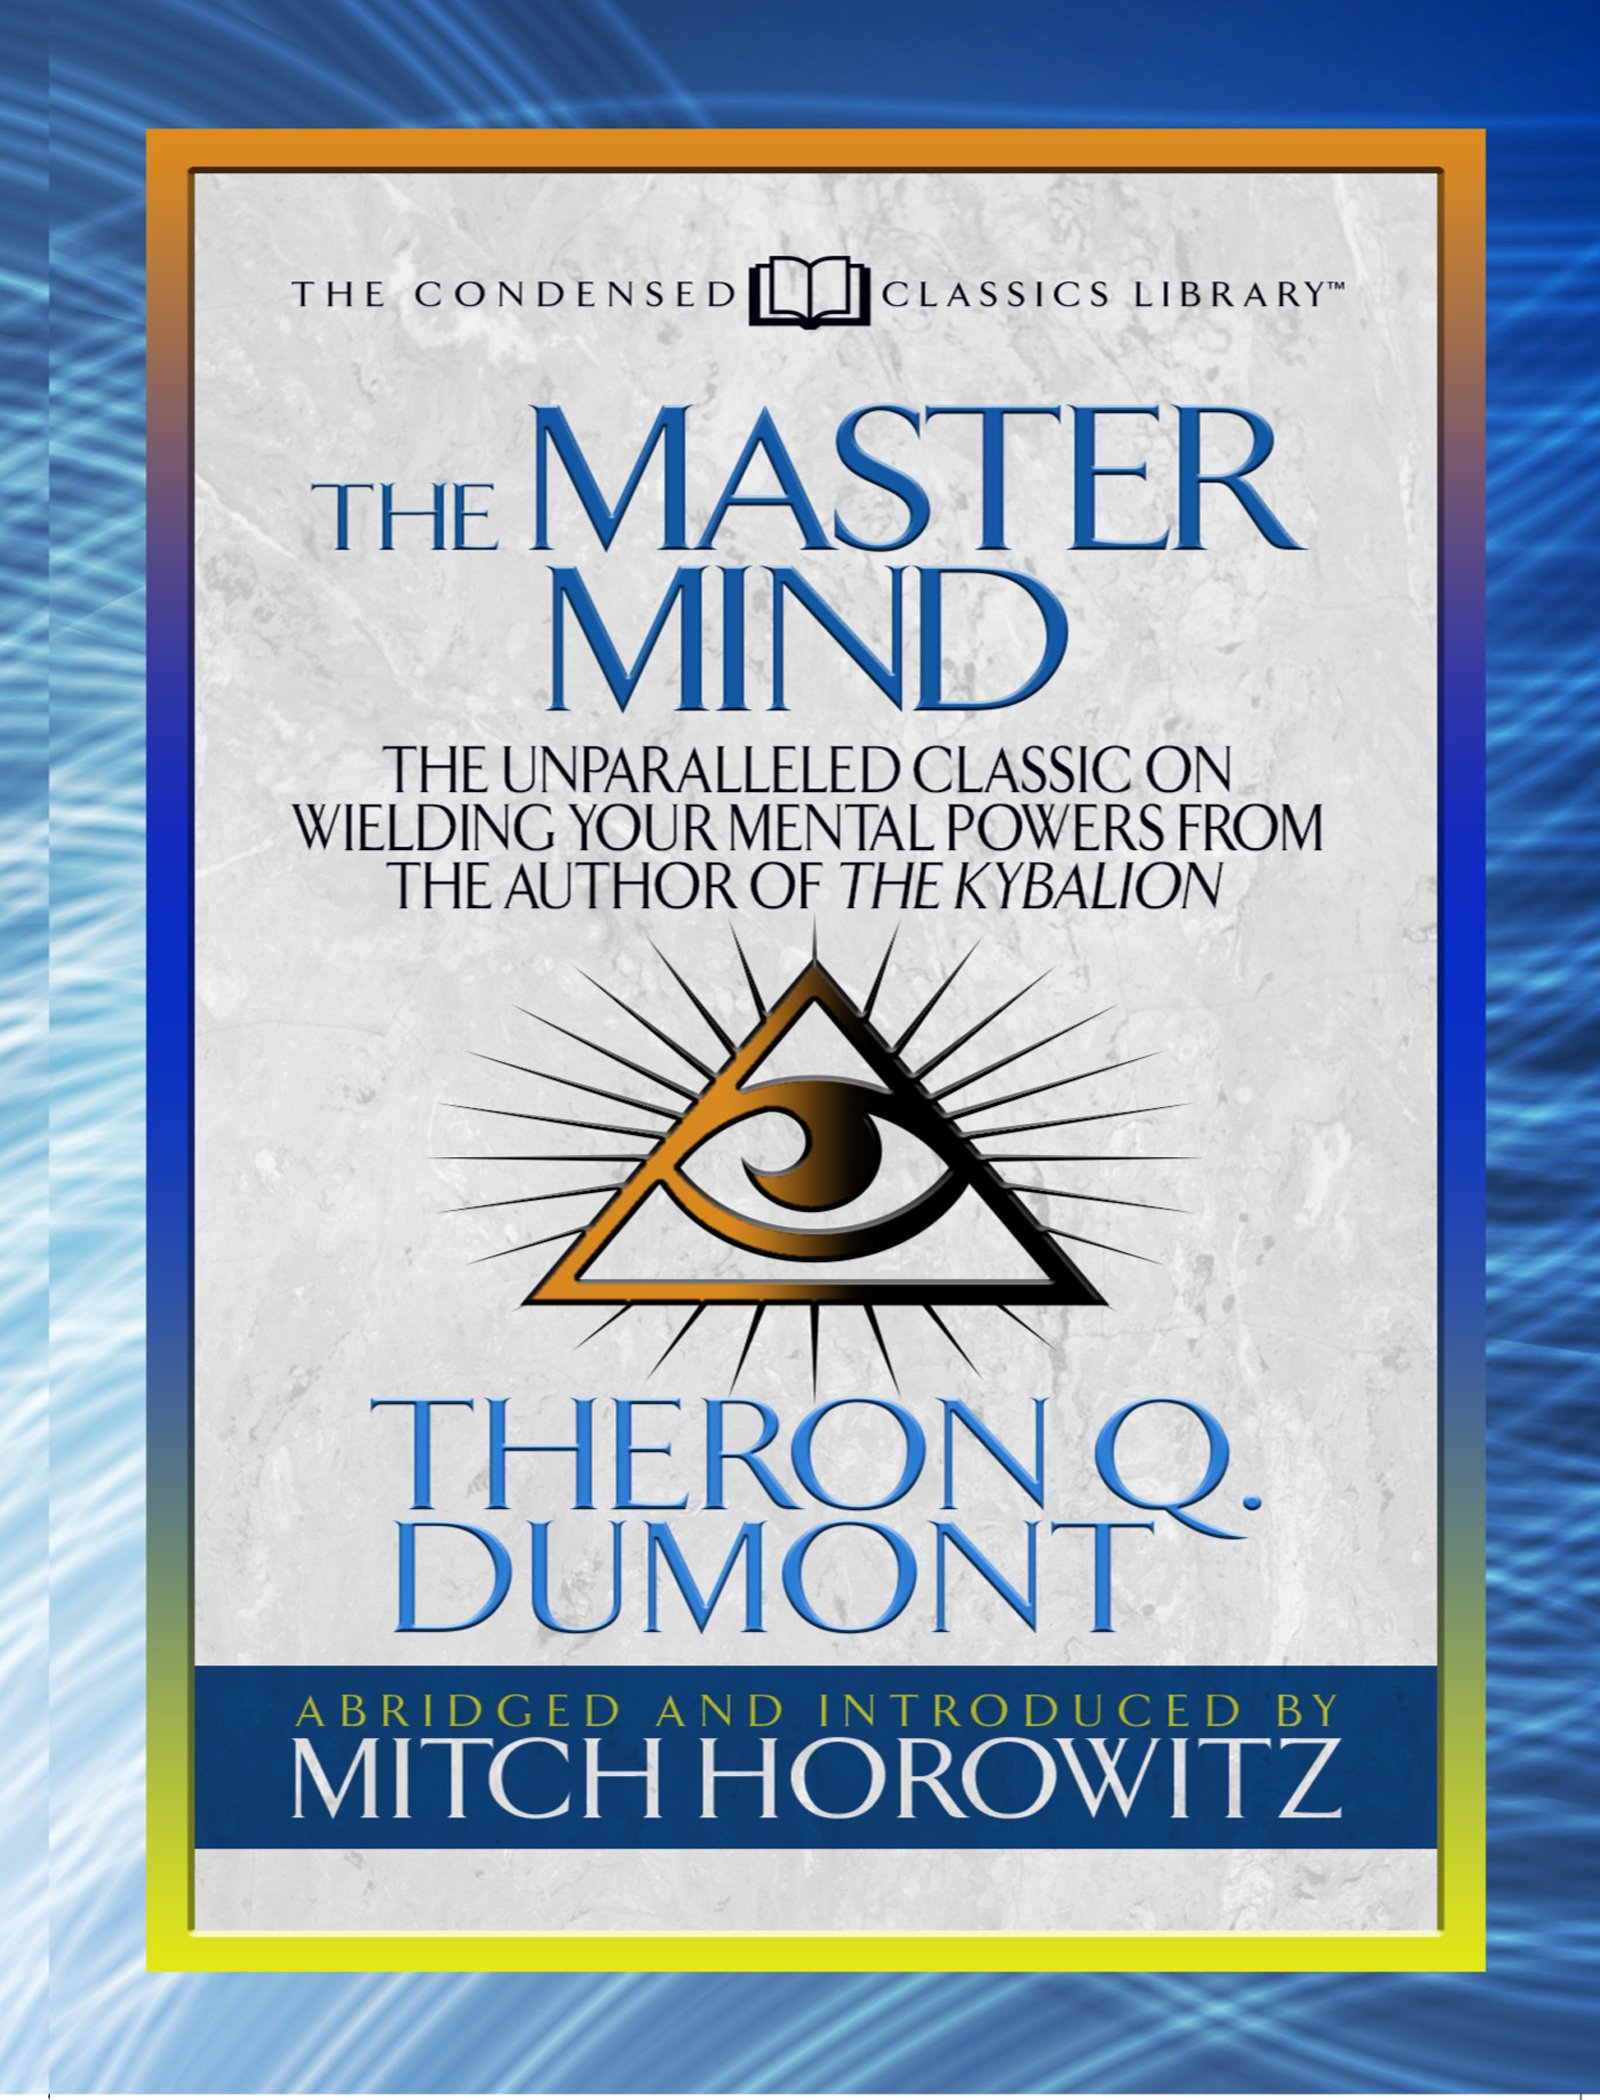 THE CONDENSED CLASSICS LIBRARY™
THE MASTER
MIND
THE UNPARALLELED CLASSIC ON
WIELDING YOUR MENTAL POWERS FROM
THE AUTHOR OF THE KYBALION
THERON Q.
DUMONT
ABRIDGED AND INTRODUCED BY
MITCH HOROWITZ